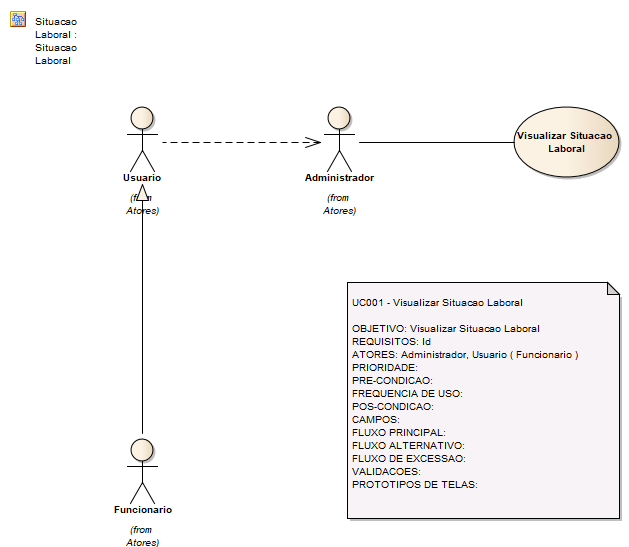 Situacao
Laboral :
Situacao
Laboral
Usuario
(from
Atores)
Administrador
(from
Atores)
Visualizar Situacao
Laboral
UC001 - Visualizar Situacao Laboral
OBJETIVO: Visualizar Situacao Laboral
REQUISITOS: Id
ATORES: Administrador, Usuario ( Funcionario )
PRIORIDADE:
PRE-CONDICAO:
FREQUENCIA DE USO:
POS-CONDICAO:
CAMPOS:
FLUXO PRINCIPAL:
FLUXO ALTERNATIVO:
FLUXO DE EXCESSAO:
VALIDACOES:
PROTOTIPOS DE TELAS:
Funcionario
(from
Atores)